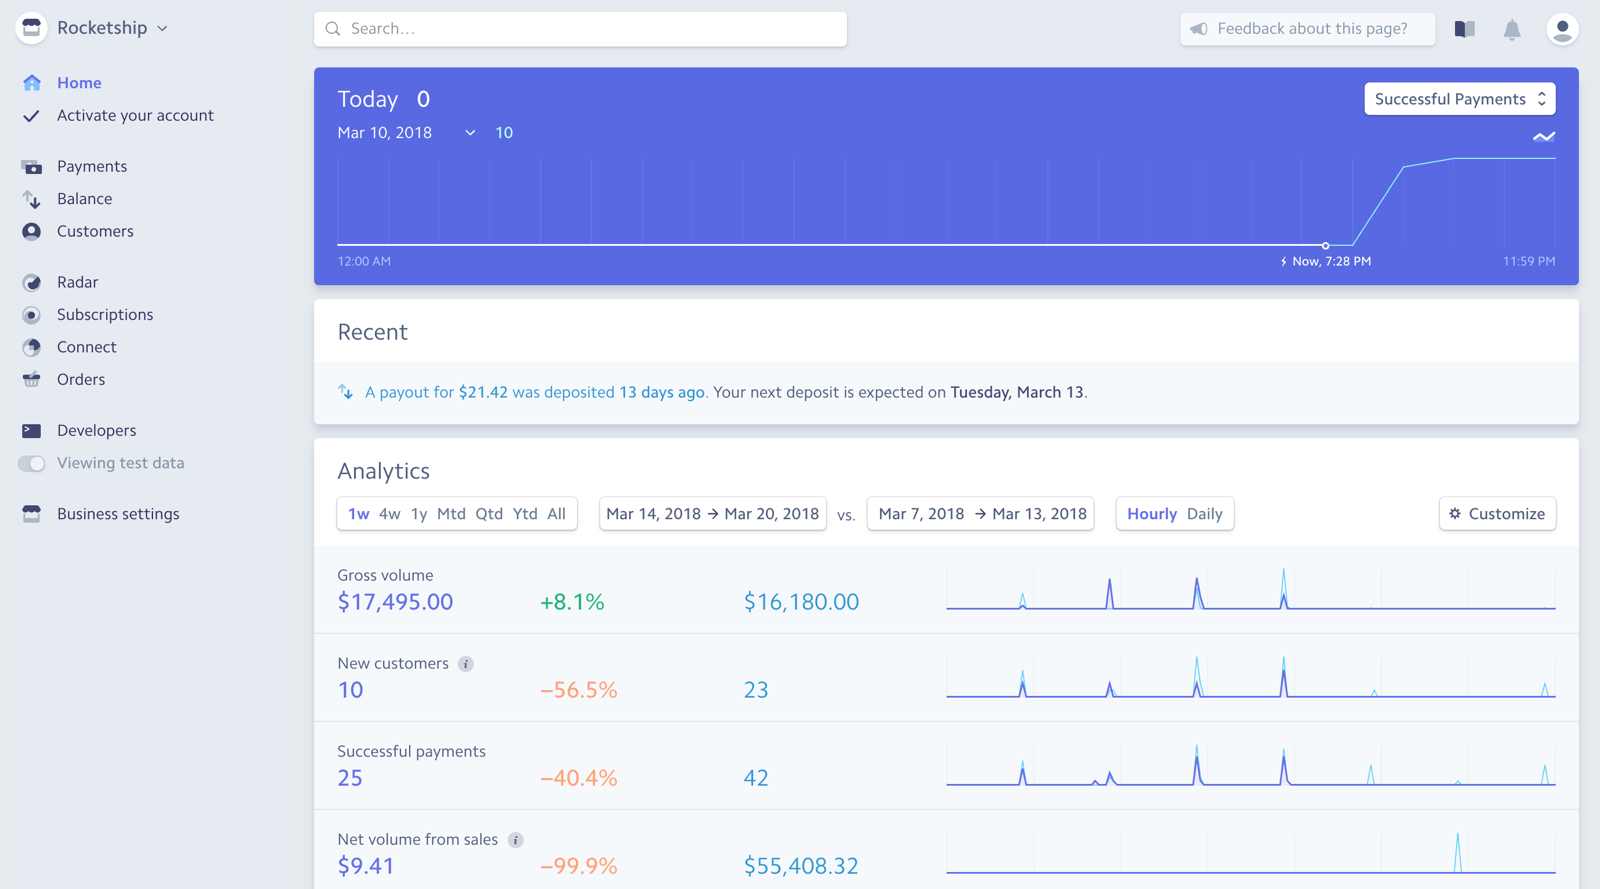 Rocketship
Search…
Feedback about this page?
Home
Activate your account
Payments
Balance
Customers
Radar
Subscriptions
Connect
Orders
Developers
Viewing test data
Business settings
Today 0
Successful Payments
Mar 10, 2018 10
12:00 AM
Now, 7:28 PM
11:59 PM
Recent
A payout for $21.42 was deposited 13 days ago. Your next deposit is expected on Tuesday, March 13.
Analytics
1w 4w 1y Mtd Qtd Ytd All
Mar 14, 2018 → Mar 20, 2018 vs. Mar 7, 2018 → Mar 13, 2018
Hourly Daily
Customize
Gross volume
$17,495.00 +8.1% $16,180.00
New customers i
10 –56.5% 23
Successful payments
25 –40.4% 42
Net volume from sales i
$9.41 –99.9% $55,408.32